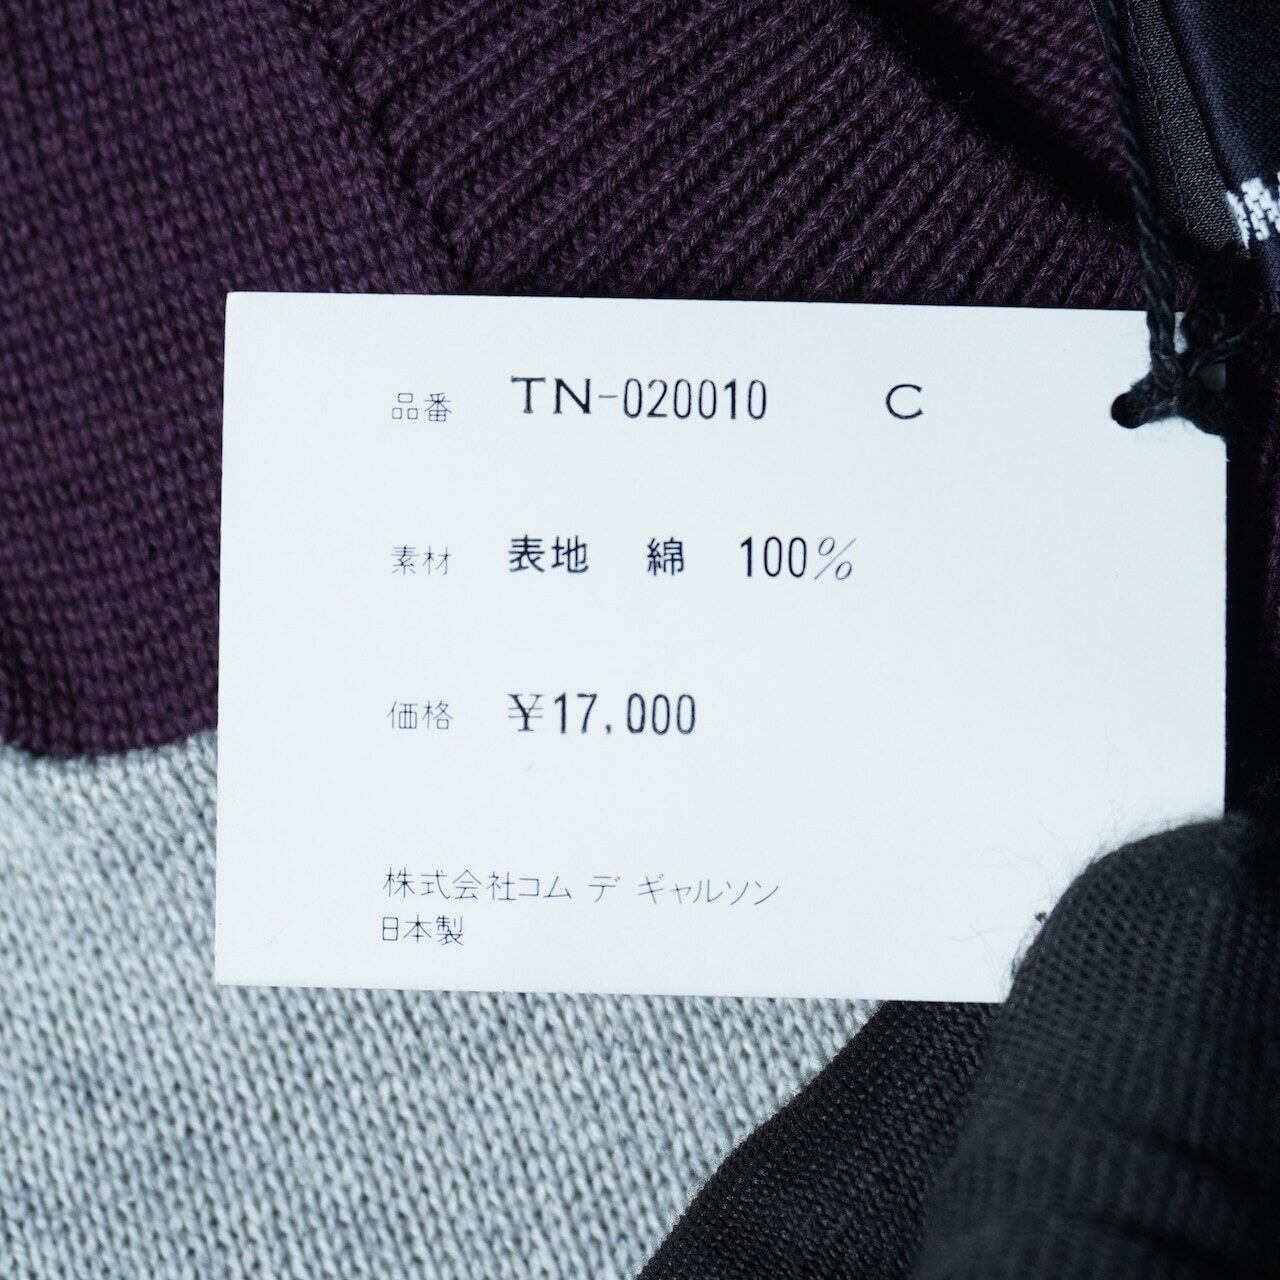 品番 TN-020010 C
素材 表地 綿 100%
価格 ¥17,000
株式会社コム デ ギャルソン
日本製